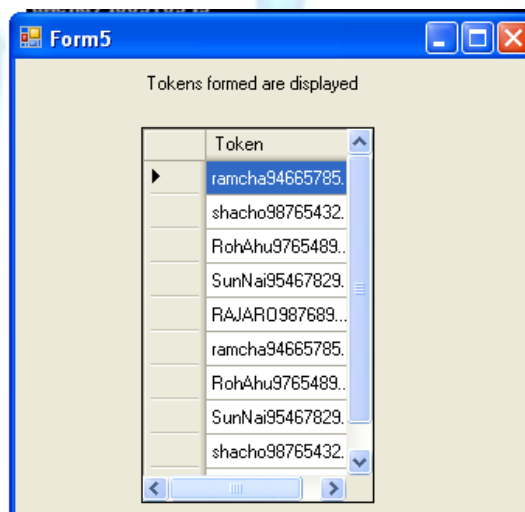 Form5
Tokens formed are displayed
Token
ramcha94665785.
shacho98765432.
RohAhu9765489...
SunNai95467829.
RAJARO987689...
ramcha94665785.
RohAhu9765489...
SunNai95467829.
shacho98765432.